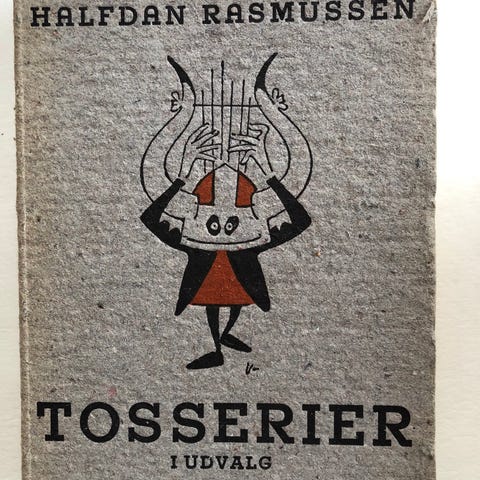 HALFDAN RASMUSSEN
TOSSERIER
I UDVALG